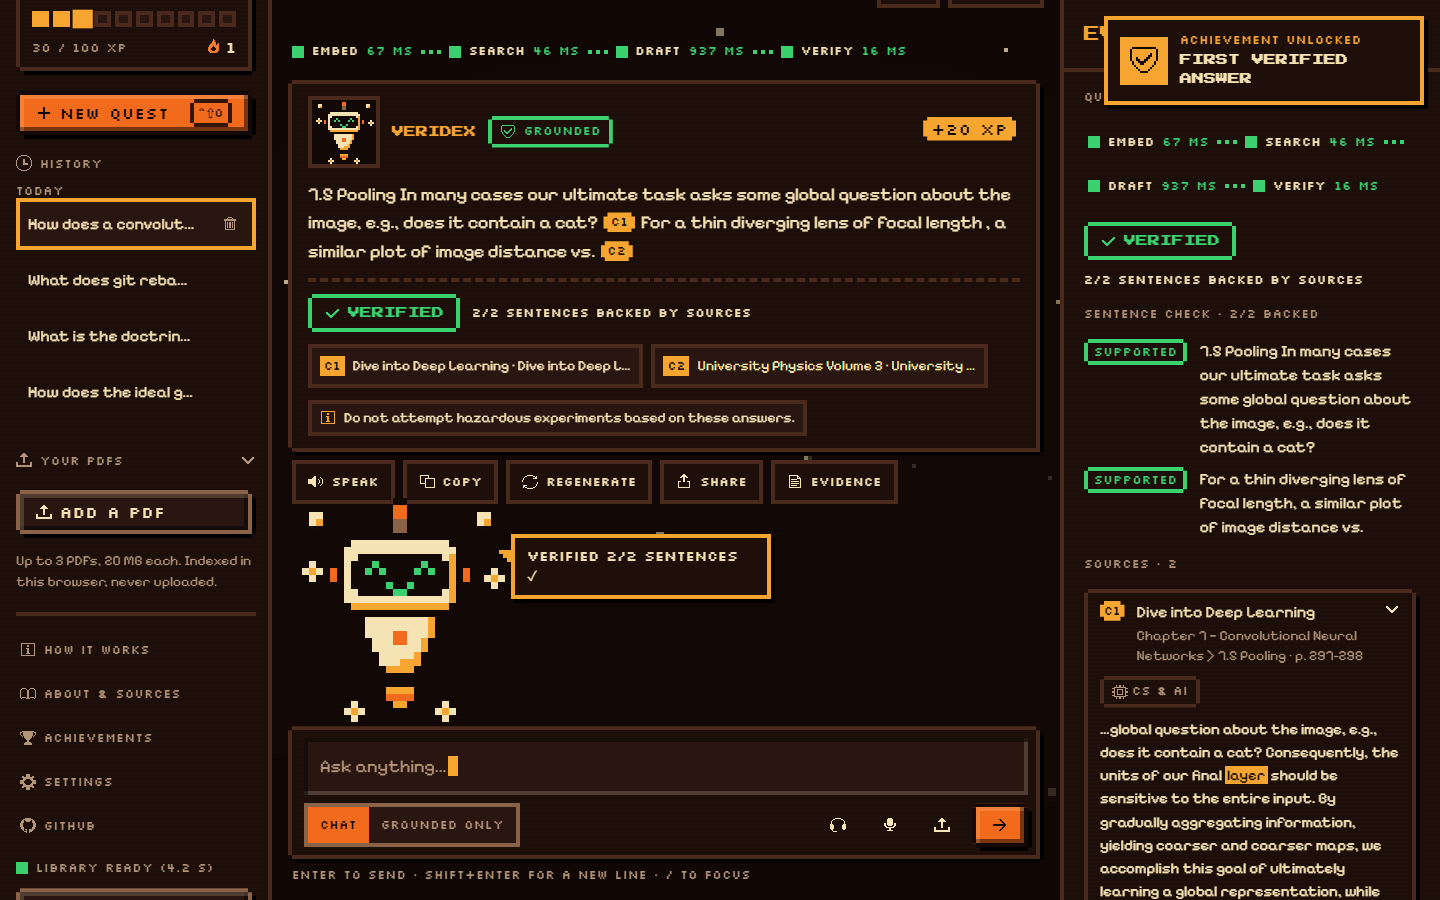 30 / 100 XP
1
+ NEW QUEST ^⇧O
HISTORY
TODAY
How does a convolut...
What does git reba...
What is the doctrin...
How does the ideal g...
YOUR PDFS
ADD A PDF
Up to 3 PDFs, 20 MB each. Indexed in
this browser, never uploaded.
HOW IT WORKS
ABOUT & SOURCES
ACHIEVEMENTS
SETTINGS
GITHUB
LIBRARY READY (4.2 S)
EMBED 67 MS SEARCH 46 MS DRAFT 937 MS VERIFY 16 MS
VERIDEX GROUNDED +20 XP
7.5 Pooling In many cases our ultimate task asks some global question about the
image, e.g., does it contain a cat? C1 For a thin diverging lens of focal length , a
similar plot of image distance vs. C2
VERIFIED 2/2 SENTENCES BACKED BY SOURCES
C1 Dive into Deep Learning · Dive into Deep L...
C2 University Physics Volume 3 · University ...
Do not attempt hazardous experiments based on these answers.
SPEAK COPY REGENERATE SHARE EVIDENCE
VERIFIED 2/2 SENTENCES
✓
Ask anything...
CHAT GROUNDED ONLY
ENTER TO SEND · SHIFT+ENTER FOR A NEW LINE · / TO FOCUS
ACHIEVEMENT UNLOCKED
FIRST VERIFIED
ANSWER
EMBED 67 MS SEARCH 46 MS
DRAFT 937 MS VERIFY 16 MS
VERIFIED
2/2 SENTENCES BACKED BY SOURCES
SENTENCE CHECK · 2/2 BACKED
SUPPORTED 7.5 Pooling In many cases
our ultimate task asks
some global question about
the image, e.g., does it
contain a cat?
SUPPORTED For a thin diverging lens of
focal length, a similar plot
of image distance vs.
SOURCES · 2
C1 Dive into Deep Learning
Chapter 7 - Convolutional Neural
Networks > 7.5 Pooling · p. 297-298
CS & AI
...global question about the image, e.g.,
does it contain a cat? Consequently, the
units of our final layer should be
sensitive to the entire input. By
gradually aggregating information,
yielding coarser and coarser maps, we
accomplish this goal of ultimately
learning a global representation, while